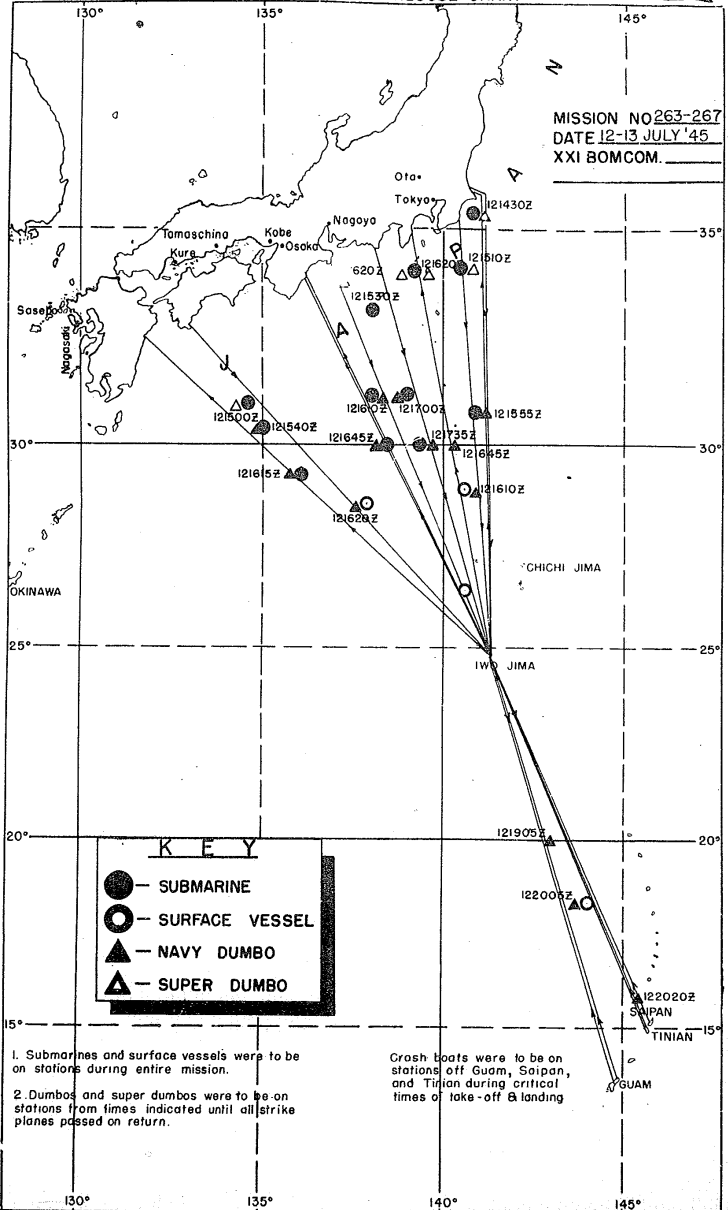 130°
135°
145°
N
MISSION NO 263-267
DATE 12-13 JULY '45
XXI BOMCOM.
A
Ota
Tokyo
121430Z
35°
35°
Nagoya
P
Tamaschina
Kobe
Osaka
Kure
121510Z
121620
620Z
121530Z
Sasebo
Nagasaki
A
J
121500Z
121540Z
121610Z
121700Z
121555Z
30°
30°
121645Z
121735Z
121645Z
121615Z
121610Z
121620Z
CHICHI JIMA
OKINAWA
25°
25°
IWO JIMA
20°
20°
121905Z
KEY
SUBMARINE
SURFACE VESSEL
NAVY DUMBO
SUPER DUMBO
122005Z
122020Z
SAIPAN
TINIAN
15°
15°
GUAM
1. Submarines and surface vessels were to be
on stations during entire mission.
2. Dumbos and super dumbos were to be on
stations from times indicated until all strike
planes passed on return.
Crash boats were to be on
stations off Guam, Saipan,
and Tinian during critical
times of take-off & landing
130°
135°
140°
145°